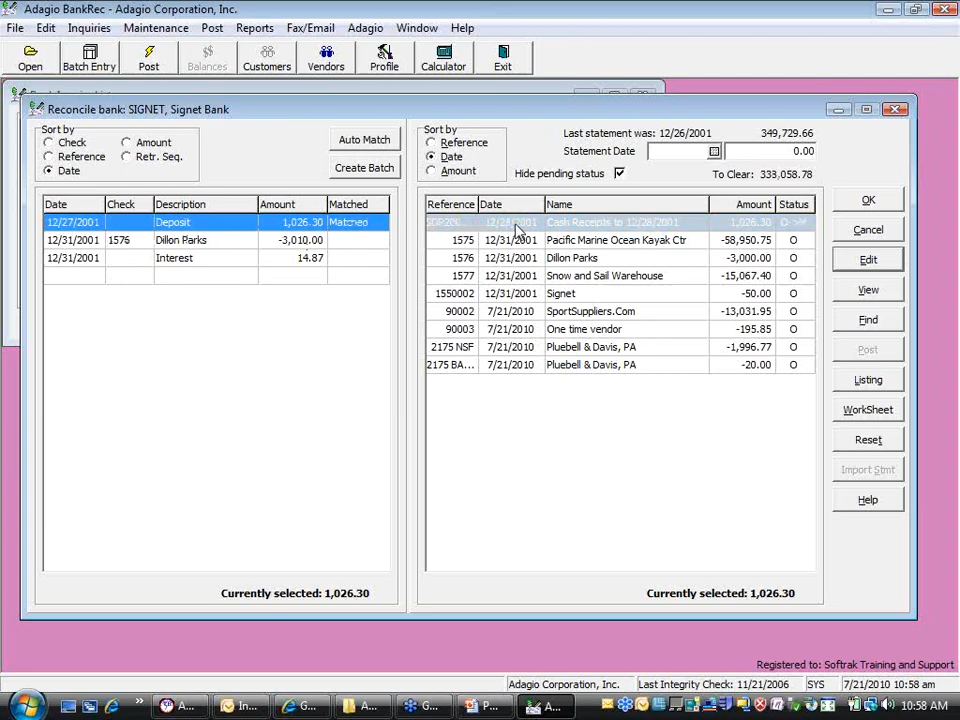 Adagio BankRec - Adagio Corporation, Inc.
File Edit Inquiries Maintenance Post Reports Fax/Email Adagio Window Help
Open Batch Entry Post Balances Customers Vendors Profile Calculator Exit
Reconcile bank: SIGNET, Signet Bank
Sort by
Check Amount
Reference Retr. Seq.
Date
Auto Match
Create Batch
Sort by
Reference
Date
Amount
Last statement was: 12/26/2001 349,729.66
Statement Date 0.00
Hide pending status To Clear: 333,058.78
Date Check Description Amount Matched
12/27/2001 Deposit 1,026.30 Matched
12/31/2001 1576 Dillon Parks -3,010.00
12/31/2001 Interest 14.87
Currently selected: 1,026.30
Reference Date Name Amount Status
Cash Receipts to 12/28/2001 1,026.30
1575 12/31/2001 Pacific Marine Ocean Kayak Ctr -58,950.75 O
1576 12/31/2001 Dillon Parks -3,000.00 O
1577 12/31/2001 Snow and Sail Warehouse -15,067.40 O
1550002 12/31/2001 Signet -50.00 O
90002 7/21/2010 SportSuppliers.Com -13,031.95 O
90003 7/21/2010 One time vendor -195.85 O
2175 NSF 7/21/2010 Pluebell & Davis, PA -1,996.77 O
2175 BA... 7/21/2010 Pluebell & Davis, PA -20.00 O
Currently selected: 1,026.30
OK
Cancel
Edit
View
Find
Post
Listing
WorkSheet
Reset
Import Stmt
Help
Registered to: Softrak Training and Support
Adagio Corporation, Inc. Last Integrity Check: 11/21/2006 SYS 7/21/2010 10:58 am
A... In... G... A... G... P... A... 10:58 AM